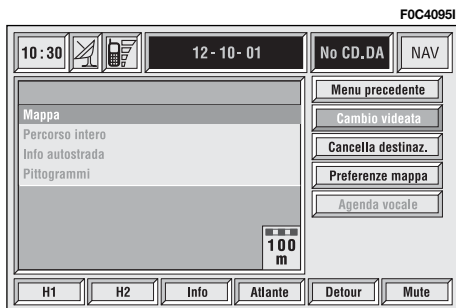 F0C4095I
10:30 12-10-01 No CD.DA NAV
Menu precedente
Mappa
Cambio videata
Percorso intero
Info autostrada
Cancella destinaz.
Pittogrammi
Preferenze mappa
Agenda vocale
100
m
H1 H2 Info Atlante Detour Mute